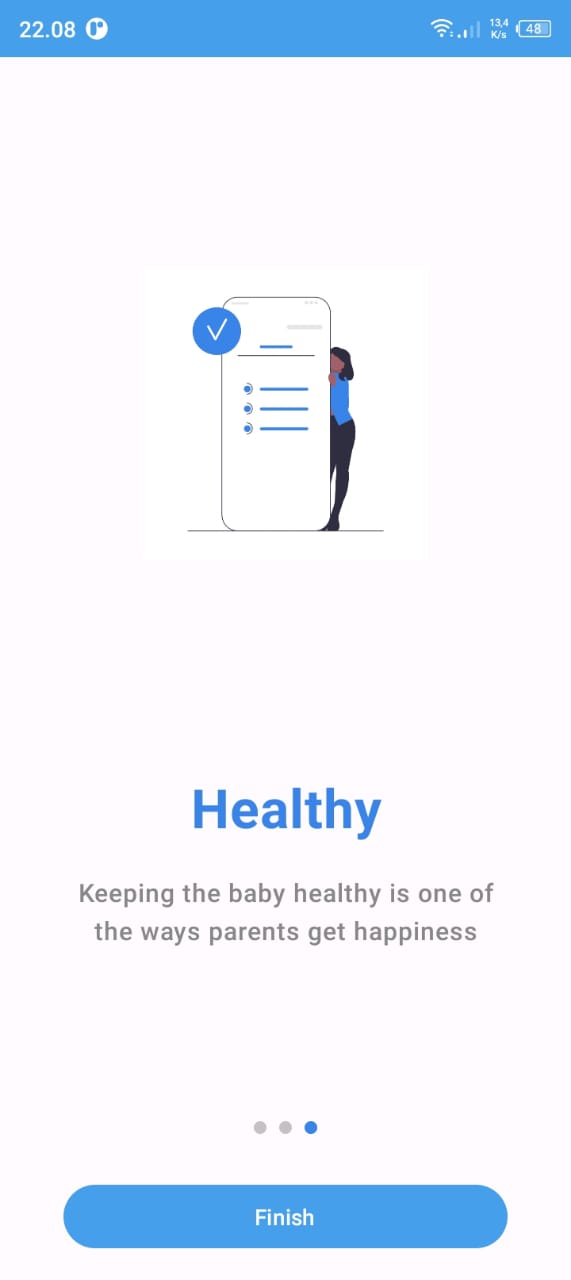 22.08
13,4
K/s
48
Healthy
Keeping the baby healthy is one of
the ways parents get happiness
Finish